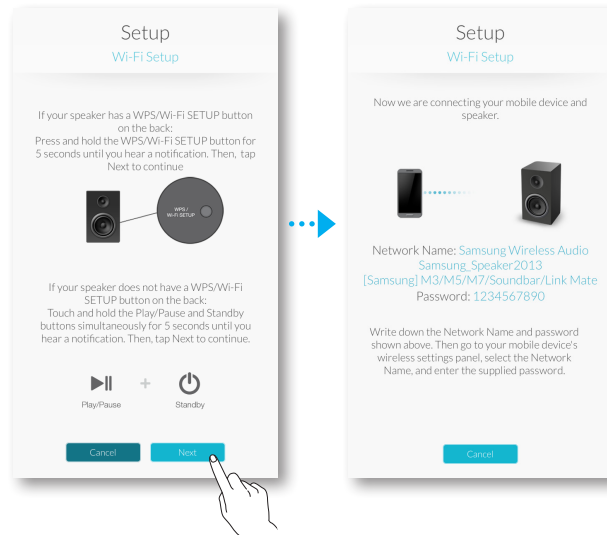 Setup
Wi-Fi Setup
If your speaker has a WPS/Wi-Fi SETUP button
on the back:
Press and hold the WPS/Wi-Fi SETUP button for
5 seconds until you hear a notification. Then, tap
Next to continue
WPS /
Wi-Fi SETUP
If your speaker does not have a WPS/Wi-Fi
SETUP button on the back:
Touch and hold the Play/Pause and Standby
buttons simultaneously for 5 seconds until you
hear a notification. Then, tap Next to continue.
+
Play/Pause
Standby
Cancel
Next
Setup
Wi-Fi Setup
Now we are connecting your mobile device and
speaker.
Network Name: Samsung Wireless Audio
Samsung_Speaker2013
[Samsung] M3/M5/M7/Soundbar/Link Mate
Password: 1234567890
Write down the Network Name and password
shown above. Then go to your mobile device's
wireless settings panel, select the Network
Name, and enter the supplied password.
Cancel